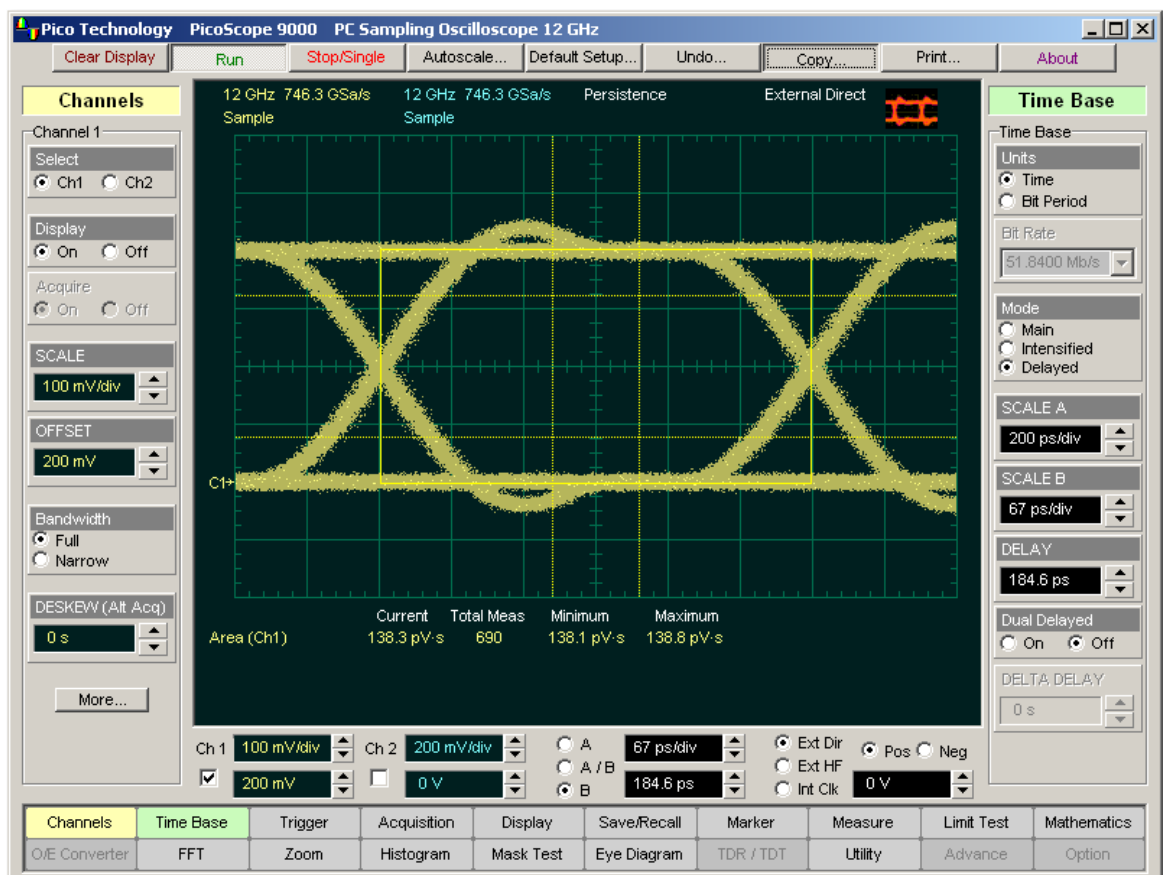 Pico Technology PicoScope 9000 PC Sampling Oscilloscope 12 GHz
Clear Display Run Stop/Single Autoscale... Default Setup... Undo... Copy... Print... About
Channels
Channel 1
Select
Ch1 Ch2
Display
On Off
Acquire
On Off
SCALE
100 mV/div
OFFSET
200 mV
Bandwidth
Full
Narrow
DESKEW (Alt Acq)
0 s
More...
12 GHz 746.3 GSa/s 12 GHz 746.3 GSa/s Persistence External Direct
Sample Sample
C1
Current Total Meas Minimum Maximum
Area (Ch1) 138.3 pV·s 690 138.1 pV·s 138.8 pV·s
Time Base
Time Base
Units
Time
Bit Period
Bit Rate
51.8400 Mb/s
Mode
Main
Intensified
Delayed
SCALE A
200 ps/div
SCALE B
67 ps/div
DELAY
184.6 ps
Dual Delayed
On Off
DELTA DELAY
0 s
Ch 1 100 mV/div Ch 2 200 mV/div A 67 ps/div Ext Dir Pos Neg
A / B Ext HF
200 mV 0 V B 184.6 ps Int Clk 0 V
Channels Time Base Trigger Acquisition Display Save/Recall Marker Measure Limit Test Mathematics
O/E Converter FFT Zoom Histogram Mask Test Eye Diagram TDR / TDT Utility Advance Option